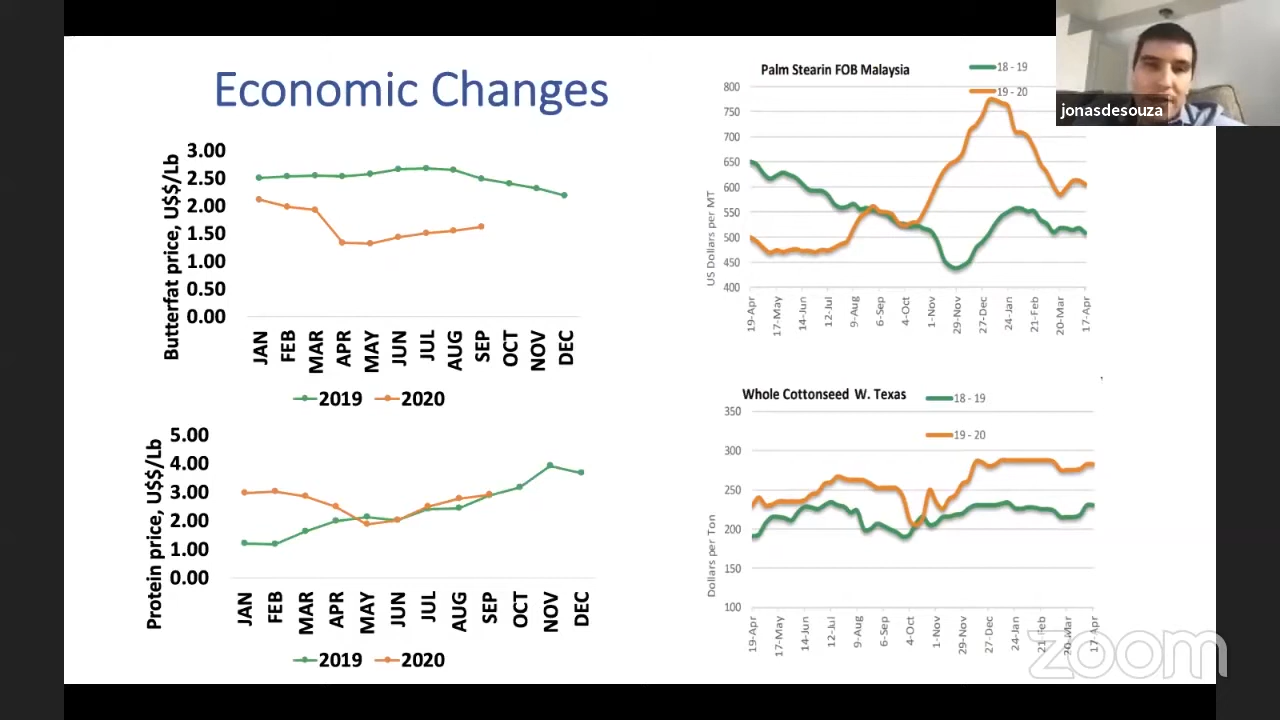 Economic Changes
Butterfat price, U$$/Lb
3.00
2.50
2.00
1.50
1.00
0.50
0.00
JAN FEB MAR APR MAY JUN JUL AUG SEP OCT NOV DEC
2019 2020
Protein price, U$$/Lb
5.00
4.00
3.00
2.00
1.00
0.00
JAN FEB MAR APR MAY JUN JUL AUG SEP OCT NOV DEC
2019 2020
Palm Stearin FOB Malaysia
18 - 19
19 - 20
US Dollars per MT
800
750
700
650
600
550
500
450
400
19-Apr 17-May 14-Jun 12-Jul 9-Aug 6-Sep 4-Oct 1-Nov 29-Nov 27-Dec 24-Jan 21-Feb 20-Mar 17-Apr
jonasdesouza
Whole Cottonseed W. Texas
18 - 19
19 - 20
Dollars per Ton
350
300
250
200
150
100
19-Apr 17-May 14-Jun 12-Jul 9-Aug 6-Sep 4-Oct 1-Nov 29-Nov 27-Dec 24-Jan 21-Feb 20-Mar 17-Apr
zoom